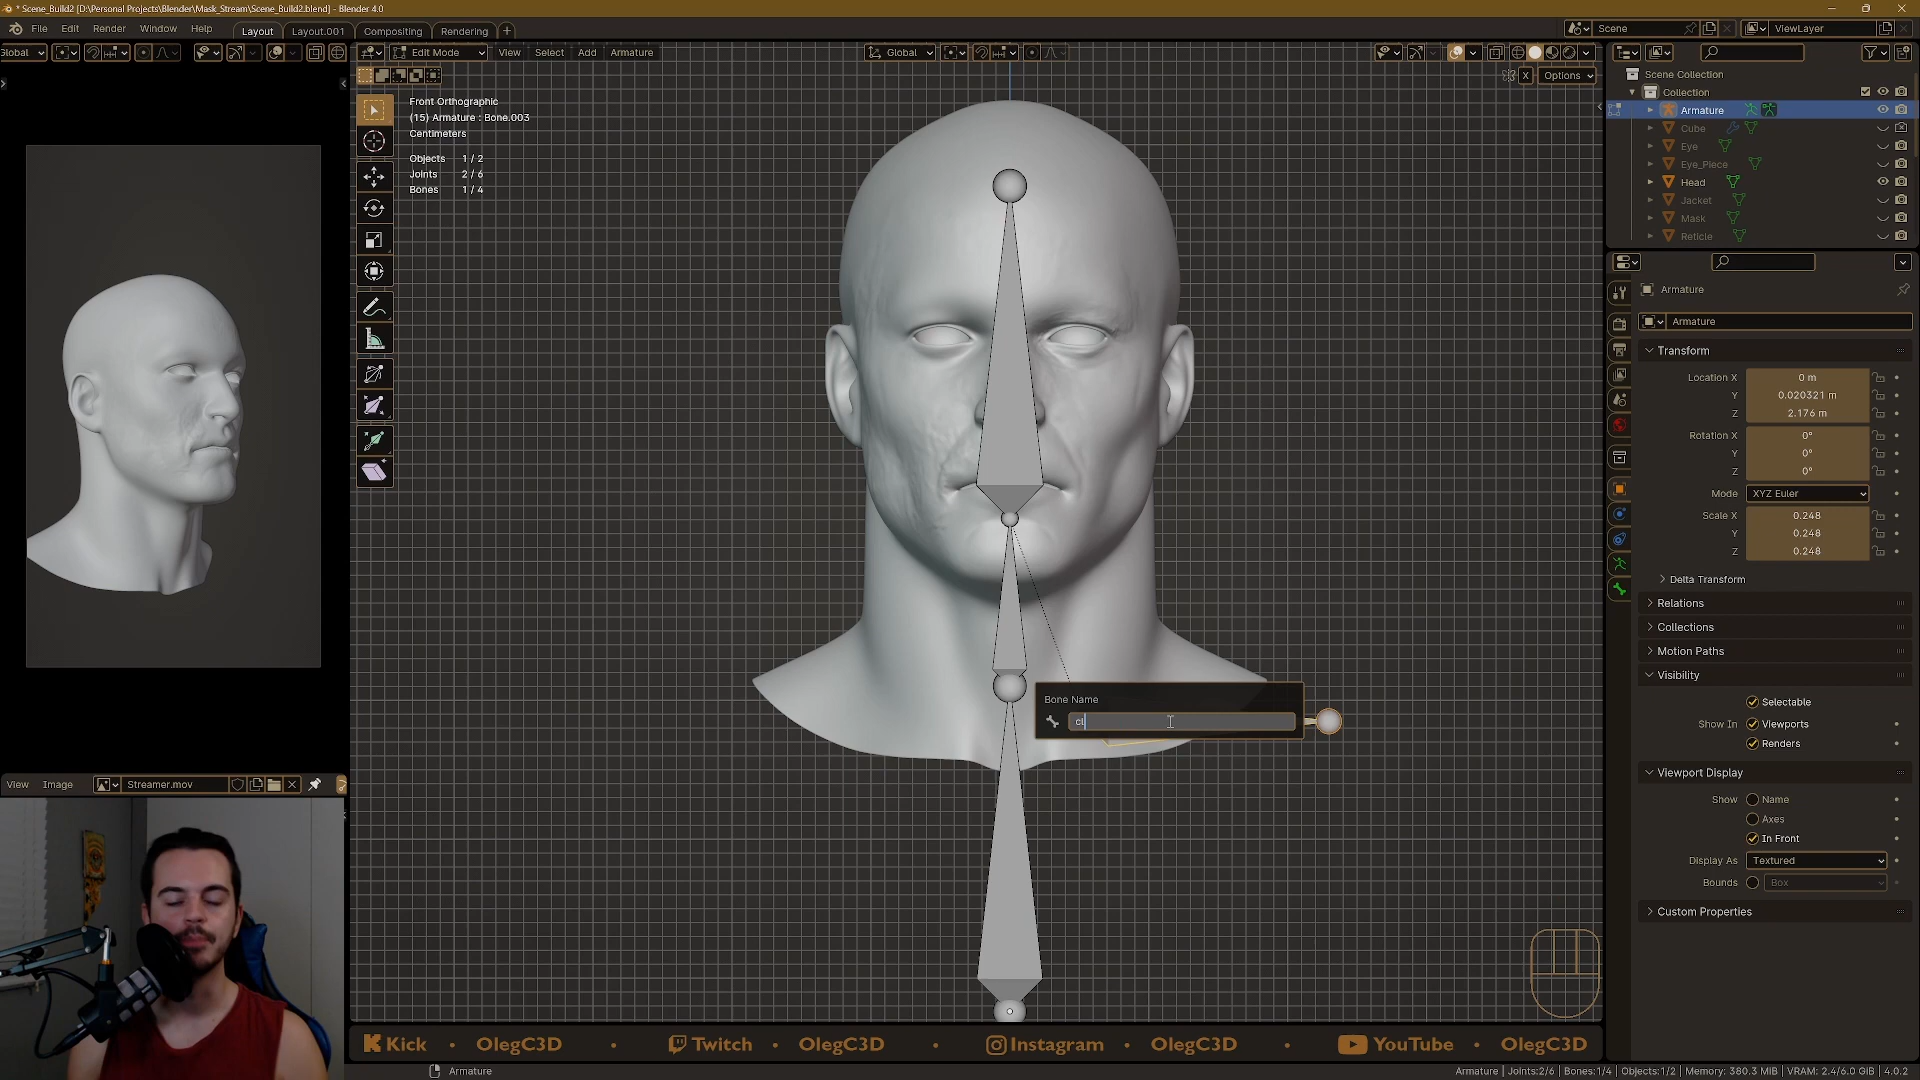 * Scene_Build2 [D:\Personal Projects\Blender\Mask_Stream\Scene_Build2.blend] - Blender 4.0
File Edit Render Window Help
Layout Layout.001 Compositing Rendering +
Scene
ViewLayer
Global
Edit Mode View Select Add Armature
Global
X Options
Front Orthographic
(15) Armature : Bone.003
Centimeters
Objects 1 / 2
Joints 2 / 6
Bones 1 / 4
Scene Collection
Collection
Armature
Cube
Eye
Eye_Piece
Head
Jacket
Mask
Reticle
Armature
Armature
Transform
Location X 0 m
Y 0.020321 m
Z 2.176 m
Rotation X 0°
Y 0°
Z 0°
Mode XYZ Euler
Scale X 0.248
Y 0.248
Z 0.248
Delta Transform
Relations
Collections
Motion Paths
Visibility
Selectable
Show In Viewports
Renders
Viewport Display
Show Name
Axes
In Front
Display As Textured
Bounds Box
Custom Properties
Bone Name
cl
View Image Streamer.mov
Kick • OlegC3D • Twitch • OlegC3D • Instagram • OlegC3D • YouTube • OlegC3D
Armature
Armature | Joints:2/6 | Bones:1/4 | Objects:1/2 | Memory: 380.3 MiB | VRAM: 2.4/6.0 GiB | 4.0.2